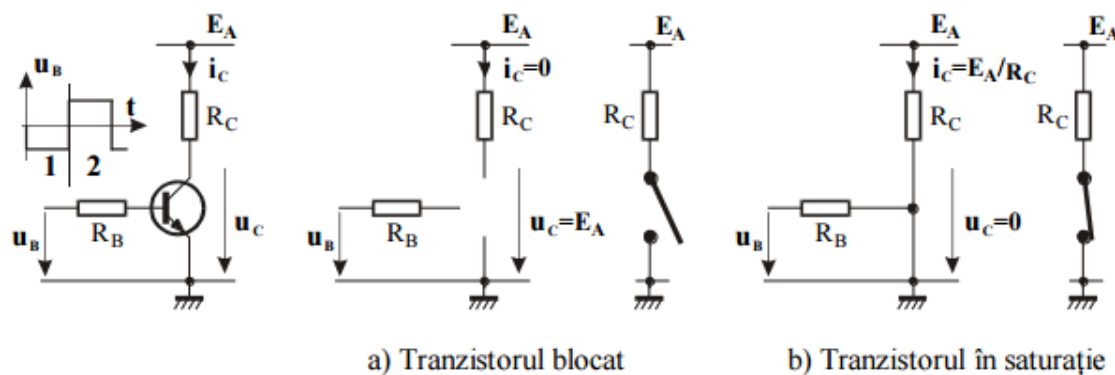 E_A
u_B
i_C
t
R_C
1 2
R_B
u_B
u_C
E_A
i_C=0
R_C
R_B
u_B
u_C=E_A
E_A
R_C
E_A
i_C=E_A/R_C
R_C
R_B
u_B
u_C=0
E_A
R_C
a) Tranzistorul blocat
b) Tranzistorul în saturație